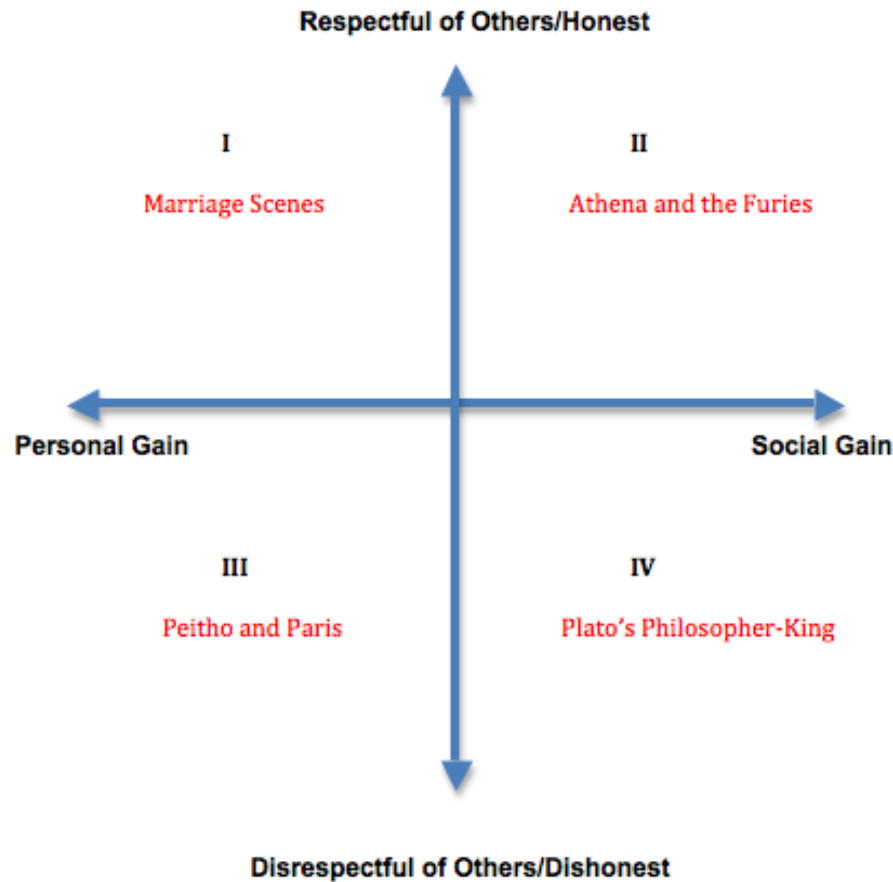 Respectful of Others/Honest
I
II
Marriage Scenes
Athena and the Furies
Personal Gain
Social Gain
III
IV
Peitho and Paris
Plato’s Philosopher-King
Disrespectful of Others/Dishonest